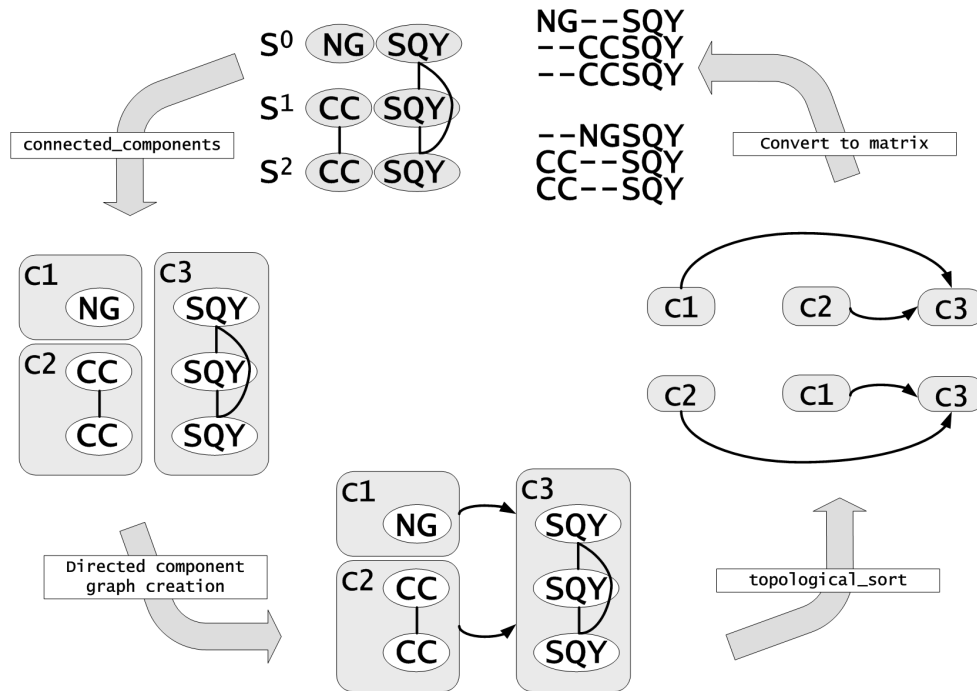 S⁰ NG SQY
S¹ CC SQY
S² CC SQY
NG--SQY
--CCSQY
--CCSQY
--NGSQY
CC--SQY
CC--SQY
connected_components
Convert to matrix
C1
NG
C2
CC
CC
C3
SQY
SQY
SQY
C1 C2 C3
C2 C1 C3
Directed component
graph creation
C1
NG
C2
CC
CC
C3
SQY
SQY
SQY
topological_sort